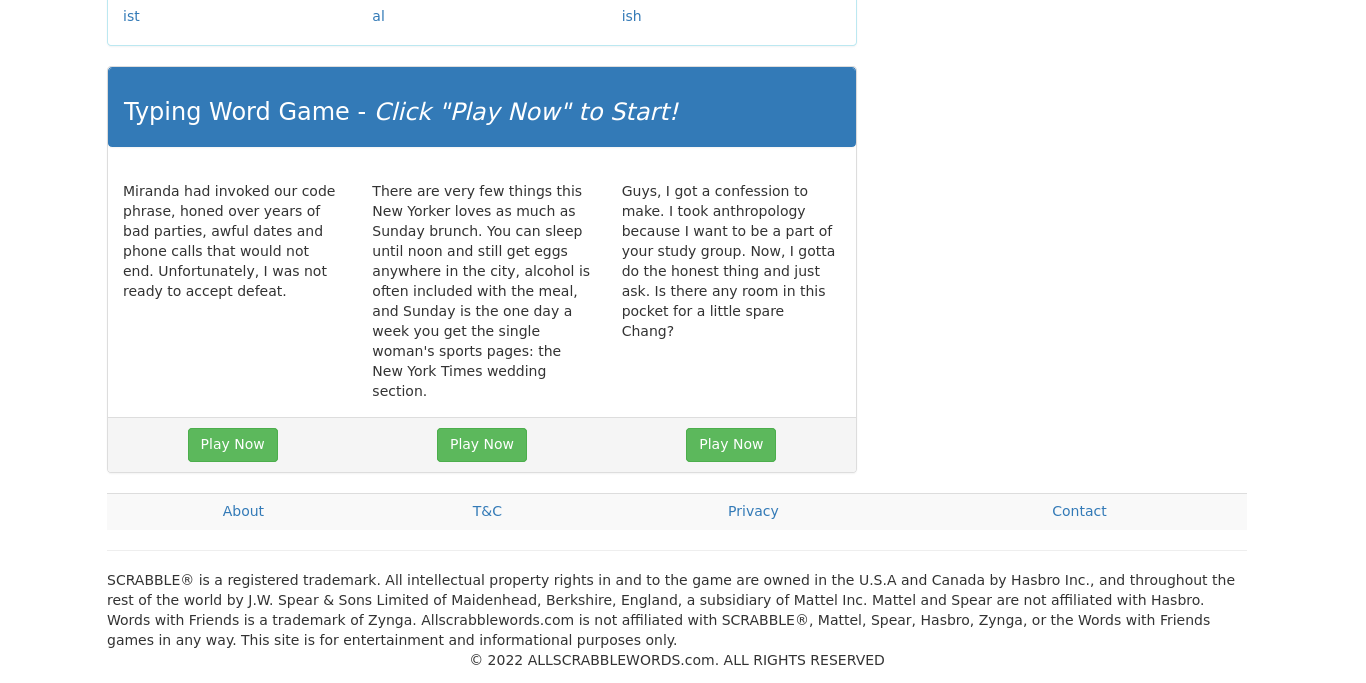 ist
al
ish
Typing Word Game - Click "Play Now" to Start!
Miranda had invoked our code
phrase, honed over years of
bad parties, awful dates and
phone calls that would not
end. Unfortunately, I was not
ready to accept defeat.
There are very few things this
New Yorker loves as much as
Sunday brunch. You can sleep
until noon and still get eggs
anywhere in the city, alcohol is
often included with the meal,
and Sunday is the one day a
week you get the single
woman's sports pages: the
New York Times wedding
section.
Guys, I got a confession to
make. I took anthropology
because I want to be a part of
your study group. Now, I gotta
do the honest thing and just
ask. Is there any room in this
pocket for a little spare
Chang?
Play Now
Play Now
Play Now
About
T&C
Privacy
Contact
SCRABBLE® is a registered trademark. All intellectual property rights in and to the game are owned in the U.S.A and Canada by Hasbro Inc., and throughout the
rest of the world by J.W. Spear & Sons Limited of Maidenhead, Berkshire, England, a subsidiary of Mattel Inc. Mattel and Spear are not affiliated with Hasbro.
Words with Friends is a trademark of Zynga. Allscrabblewords.com is not affiliated with SCRABBLE®, Mattel, Spear, Hasbro, Zynga, or the Words with Friends
games in any way. This site is for entertainment and informational purposes only.
© 2022 ALLSCRABBLEWORDS.com. ALL RIGHTS RESERVED